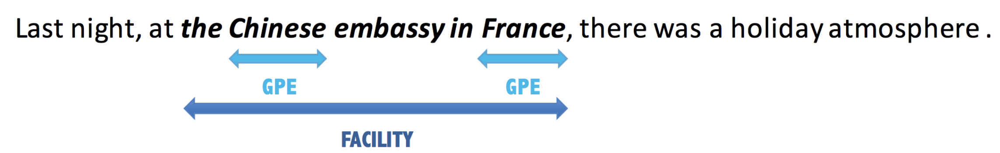 Last night, at the Chinese embassy in France, there was a holiday atmosphere .
GPE GPE
FACILITY